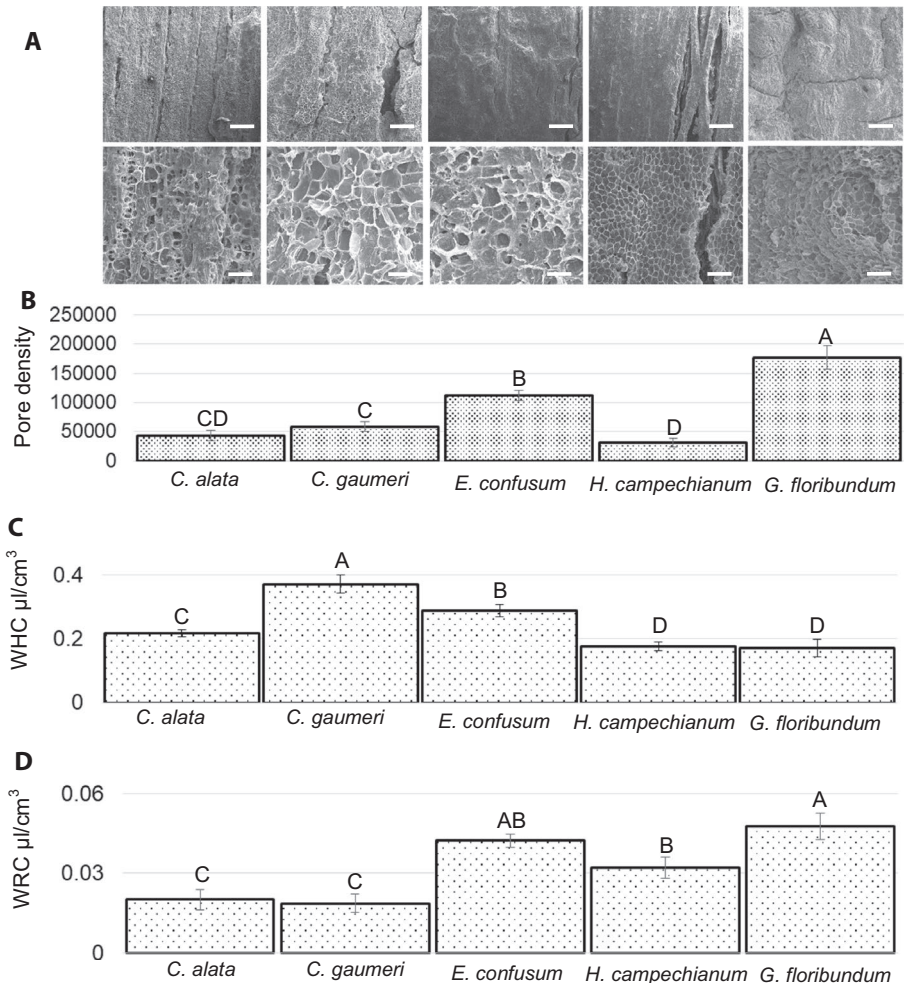 A
B
Pore density
250000
200000
150000
100000
50000
0
CD
C
B
D
A
C. alata
C. gaumeri
E. confusum
H. campechianum
G. floribundum
C
WHC µl/cm³
0.4
0.2
0
C
A
B
D
D
C. alata
C. gaumeri
E. confusum
H. campechianum
G. floribundum
D
WRC µl/cm³
0.06
0.03
0
C
C
AB
B
A
C. alata
C. gaumeri
E. confusum
H. campechianum
G. floribundum